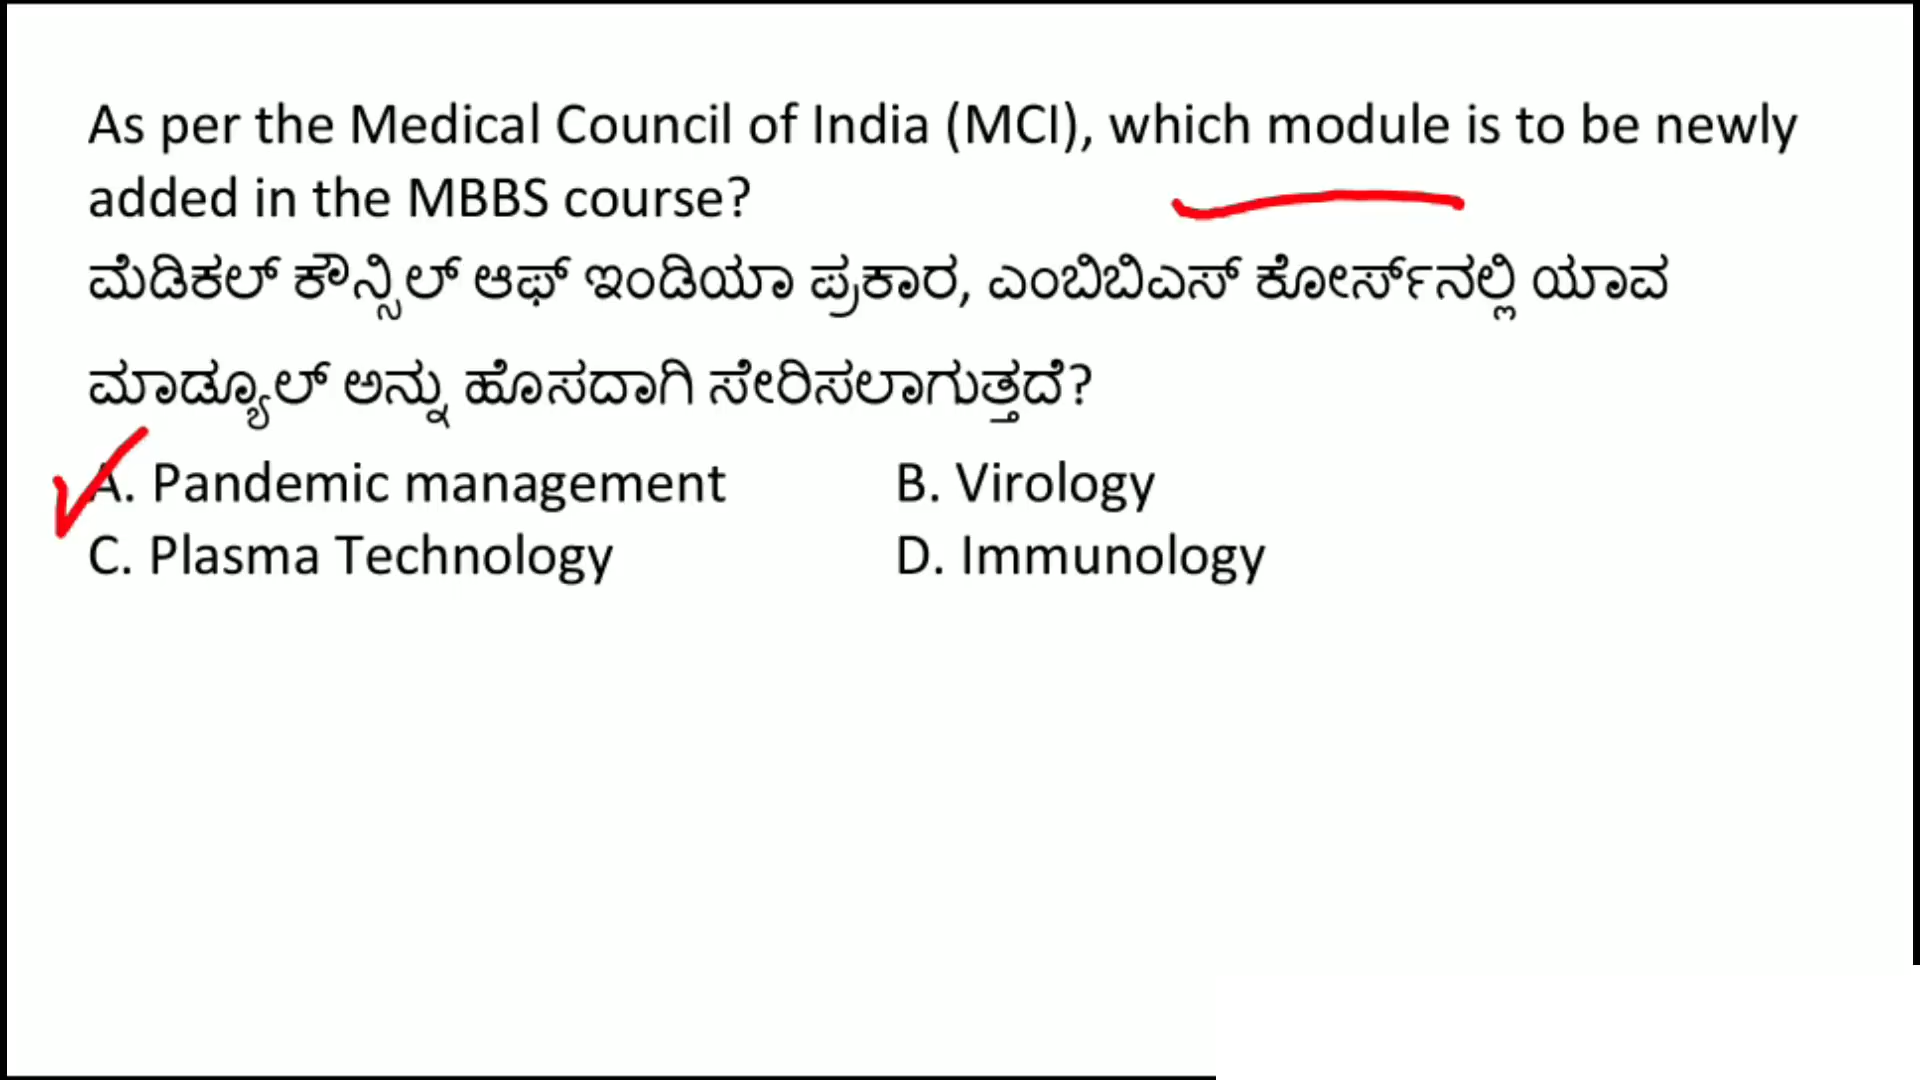 As per the Medical Council of India (MCI), which module is to be newly
added in the MBBS course?
ಮೆಡಿಕಲ್ ಕೌನ್ಸಿಲ್ ಆಫ್ ಇಂಡಿಯಾ ಪ್ರಕಾರ, ಎಂಬಿಬಿಎಸ್ ಕೋರ್ಸ್‌ನಲ್ಲಿ ಯಾವ
ಮಾಡ್ಯೂಲ್ ಅನ್ನು ಹೊಸದಾಗಿ ಸೇರಿಸಲಾಗುತ್ತದೆ?
A. Pandemic management B. Virology
C. Plasma Technology D. Immunology